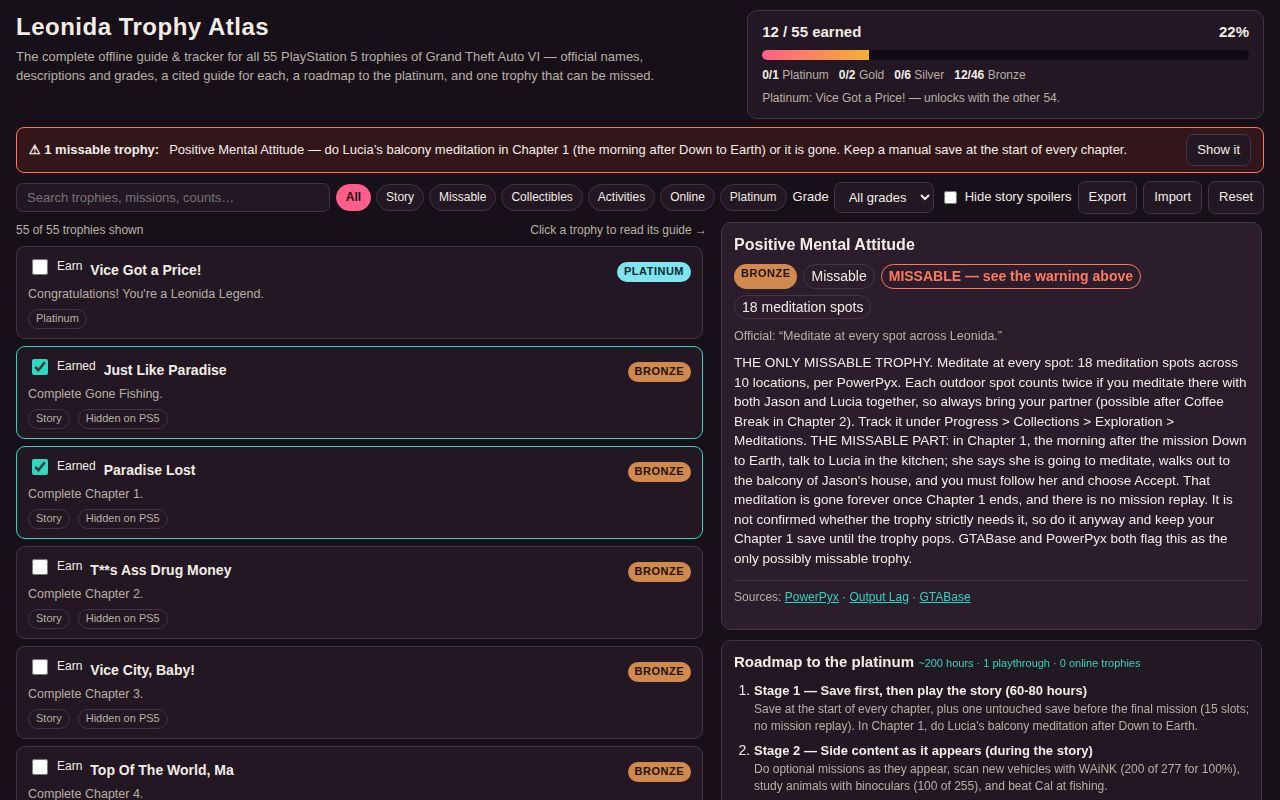 Leonida Trophy Atlas
The complete offline guide & tracker for all 55 PlayStation 5 trophies of Grand Theft Auto VI — official names,
descriptions and grades, a cited guide for each, a roadmap to the platinum, and one trophy that can be missed.
12 / 55 earned 22%
0/1 Platinum 0/2 Gold 0/6 Silver 12/46 Bronze
Platinum: Vice Got a Price! — unlocks with the other 54.
⚠ 1 missable trophy: Positive Mental Attitude — do Lucia's balcony meditation in Chapter 1 (the morning after Down to Earth) or it is gone. Keep a manual save at the start of every chapter. Show it
Search trophies, missions, counts… All Story Missable Collectibles Activities Online Platinum Grade All grades Hide story spoilers Export Import Reset
55 of 55 trophies shown Click a trophy to read its guide →
Earn Vice Got a Price! PLATINUM
Congratulations! You're a Leonida Legend.
Platinum
Earned Just Like Paradise BRONZE
Complete Gone Fishing.
Story Hidden on PS5
Earned Paradise Lost BRONZE
Complete Chapter 1.
Story Hidden on PS5
Earn T**s Ass Drug Money BRONZE
Complete Chapter 2.
Story Hidden on PS5
Earn Vice City, Baby! BRONZE
Complete Chapter 3.
Story Hidden on PS5
Earn Top Of The World, Ma BRONZE
Complete Chapter 4.
Positive Mental Attitude
BRONZE Missable MISSABLE — see the warning above
18 meditation spots
Official: “Meditate at every spot across Leonida.”
THE ONLY MISSABLE TROPHY. Meditate at every spot: 18 meditation spots across
10 locations, per PowerPyx. Each outdoor spot counts twice if you meditate there with
both Jason and Lucia together, so always bring your partner (possible after Coffee
Break in Chapter 2). Track it under Progress > Collections > Exploration >
Meditations. THE MISSABLE PART: in Chapter 1, the morning after the mission Down
to Earth, talk to Lucia in the kitchen; she says she is going to meditate, walks out to
the balcony of Jason's house, and you must follow her and choose Accept. That
meditation is gone forever once Chapter 1 ends, and there is no mission replay. It is
not confirmed whether the trophy strictly needs it, so do it anyway and keep your
Chapter 1 save until the trophy pops. GTABase and PowerPyx both flag this as the
only possibly missable trophy.
Sources: PowerPyx · Output Lag · GTABase
Roadmap to the platinum ~200 hours · 1 playthrough · 0 online trophies
1. Stage 1 — Save first, then play the story (60-80 hours)
Save at the start of every chapter, plus one untouched save before the final mission (15 slots;
no mission replay). In Chapter 1, do Lucia's balcony meditation after Down to Earth.
2. Stage 2 — Side content as it appears (during the story)
Do optional missions as they appear, scan new vehicles with WAiNK (200 of 277 for 100%),
study animals with binoculars (100 of 255), and beat Cal at fishing.